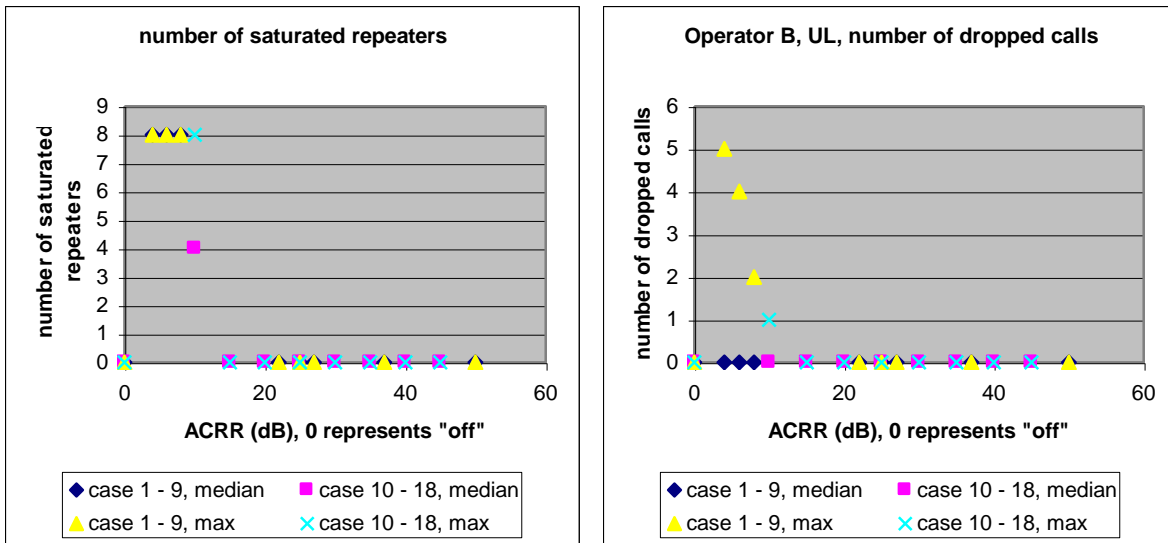 number of saturated repeaters
number of saturated
repeaters
9
8
7
6
5
4
3
2
1
0
0
20
40
60
ACRR (dB), 0 represents "off"
case 1 - 9, median
case 10 - 18, median
case 1 - 9, max
case 10 - 18, max
Operator B, UL, number of dropped calls
number of dropped calls
6
5
4
3
2
1
0
0
20
40
60
ACRR (dB), 0 represents "off"
case 1 - 9, median
case 10 - 18, median
case 1 - 9, max
case 10 - 18, max